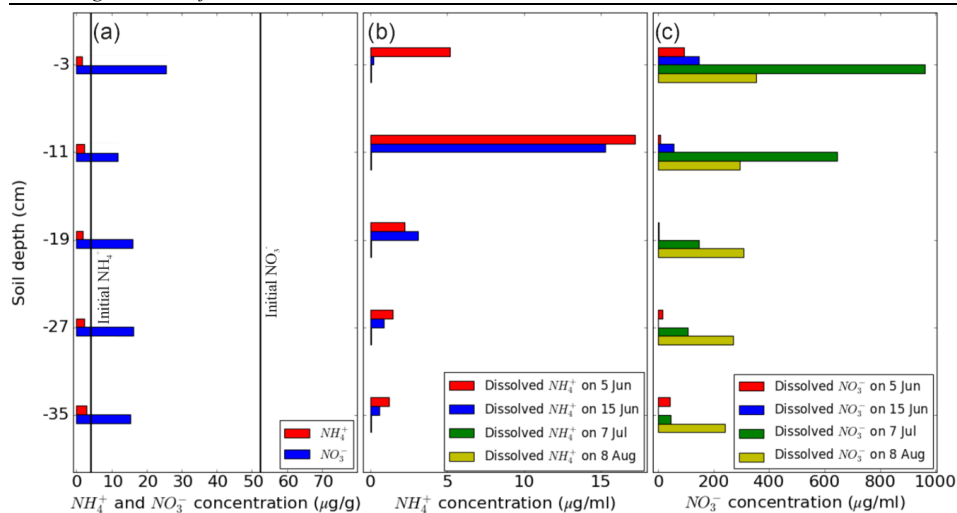 (a)
(b)
(c)
Soil depth (cm)
-3
-11
-19
-27
-35
Initial NH₄
Initial NO₃
NH₄⁺
NO₃⁻
0 10 20 30 40 50 60 70
NH₄⁺ and NO₃⁻ concentration (μg/g)
Dissolved NH₄⁺ on 5 Jun
Dissolved NH₄⁺ on 15 Jun
Dissolved NH₄⁺ on 7 Jul
Dissolved NH₄⁺ on 8 Aug
0 5 10 15
NH₄⁺ concentration (μg/ml)
Dissolved NO₃⁻ on 5 Jun
Dissolved NO₃⁻ on 15 Jun
Dissolved NO₃⁻ on 7 Jul
Dissolved NO₃⁻ on 8 Aug
0 200 400 600 800 1000
NO₃⁻ concentration (μg/ml)